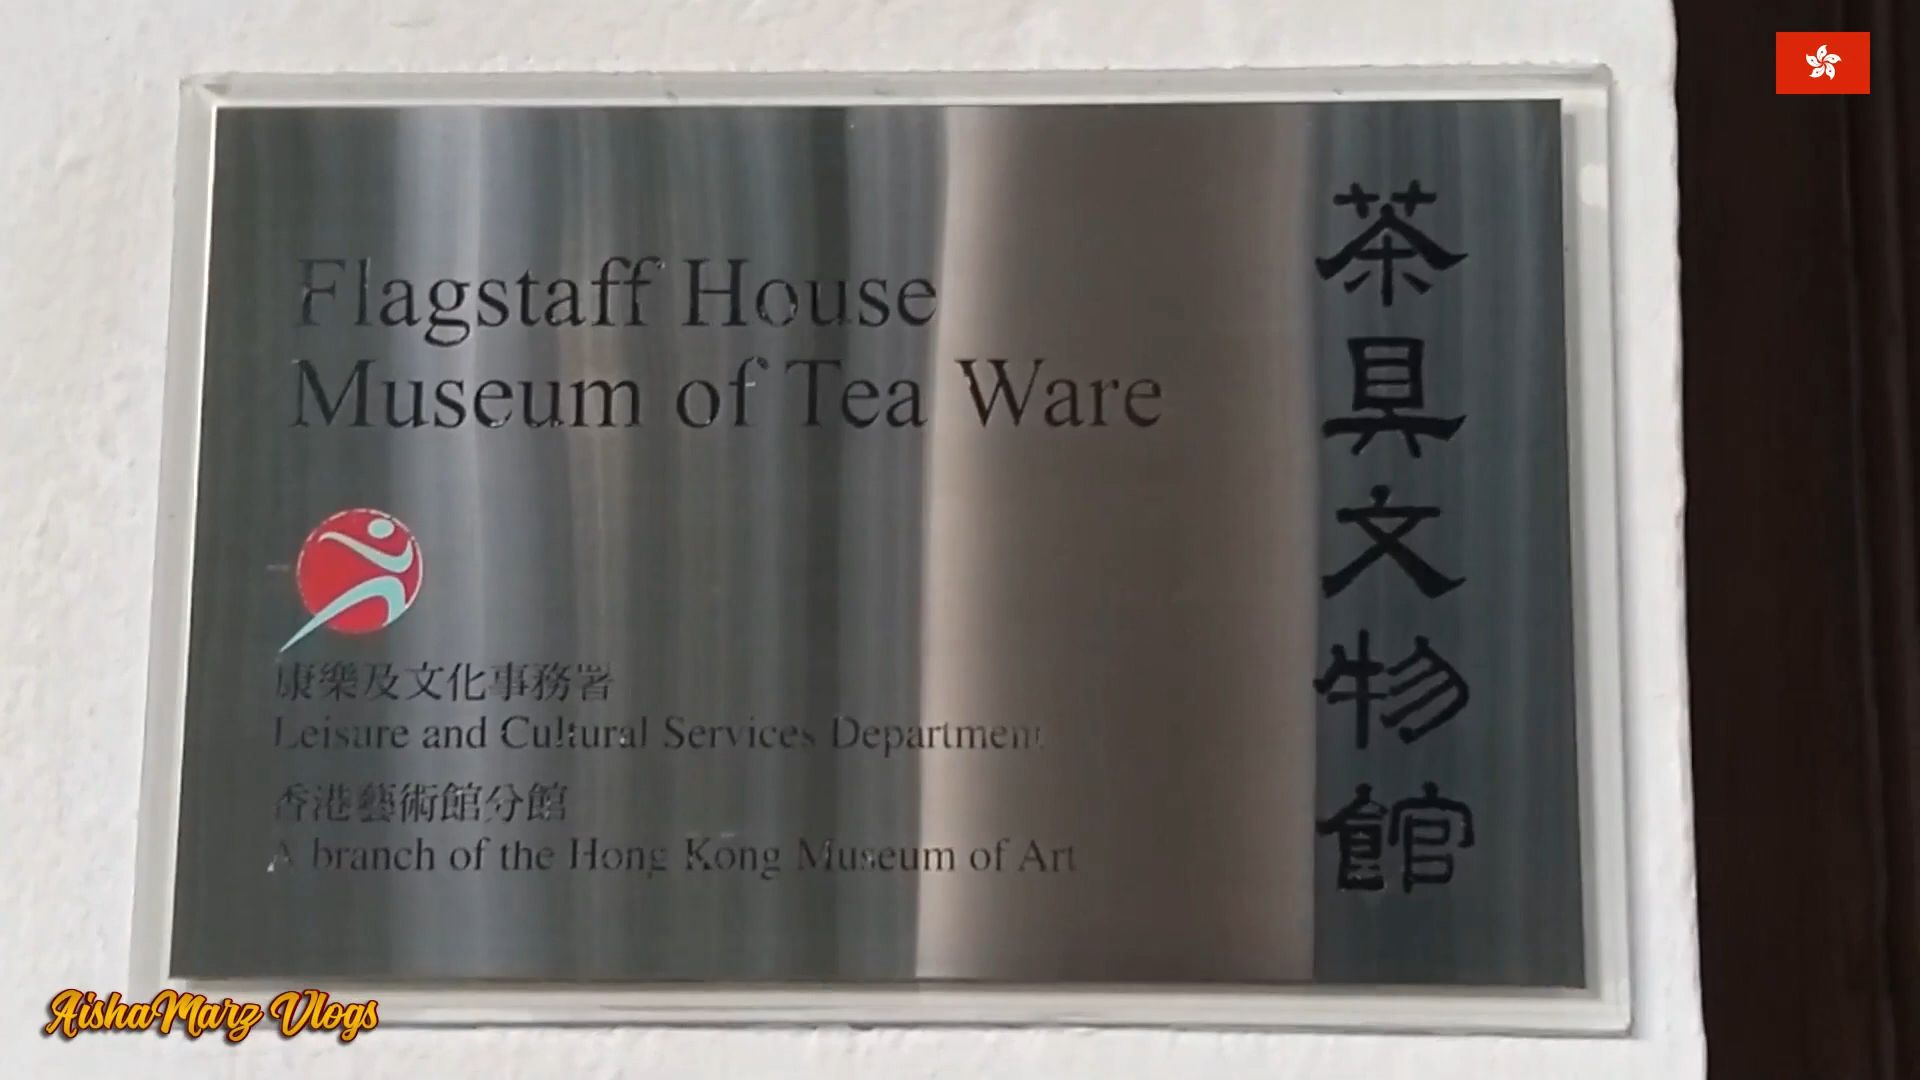 Flagstaff House
Museum of Tea Ware
茶具文物館
康樂及文化事務署
Leisure and Cultural Services Department
香港藝術館分館
A branch of the Hong Kong Museum of Art
AishaMarz Vlogs